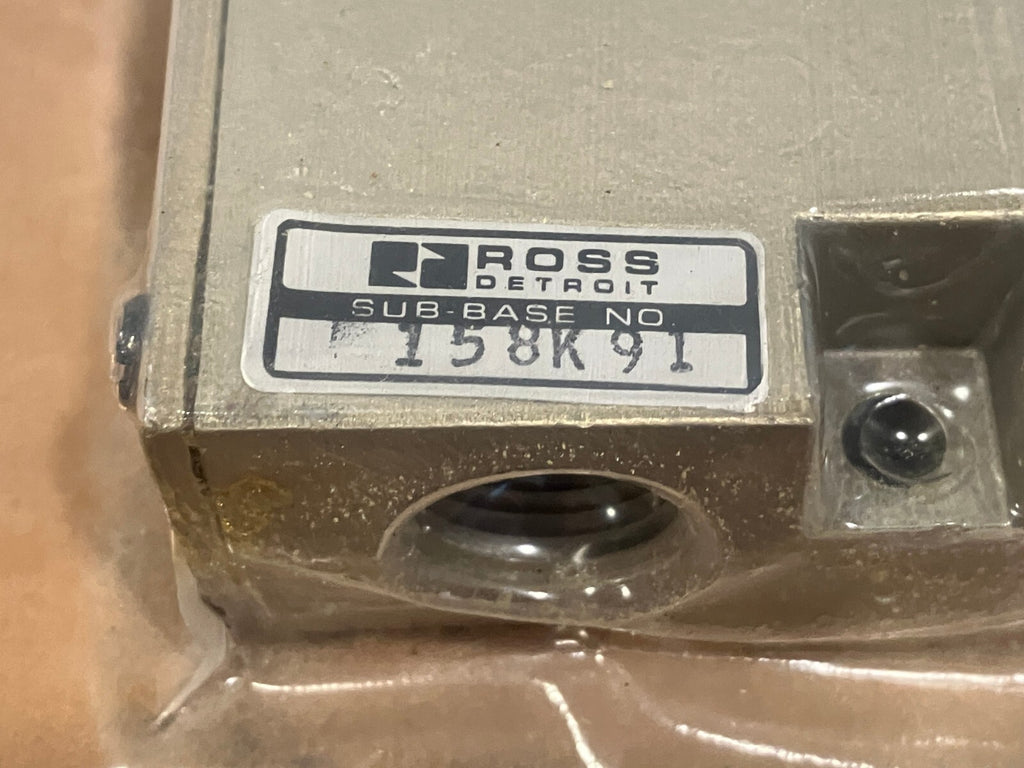 ROSS
DETROIT
SUB-BASE NO.
158K91